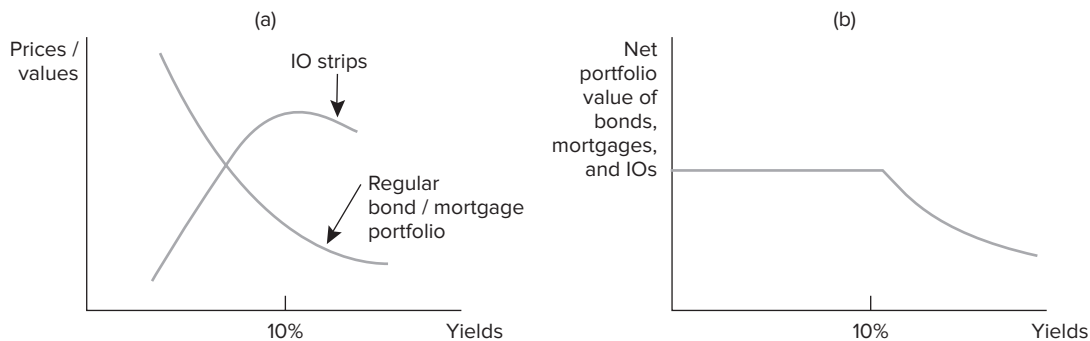 (a)
Prices /
values
IO strips
Regular
bond / mortgage
portfolio
10%
Yields
(b)
Net
portfolio
value of
bonds,
mortgages,
and IOs
10%
Yields